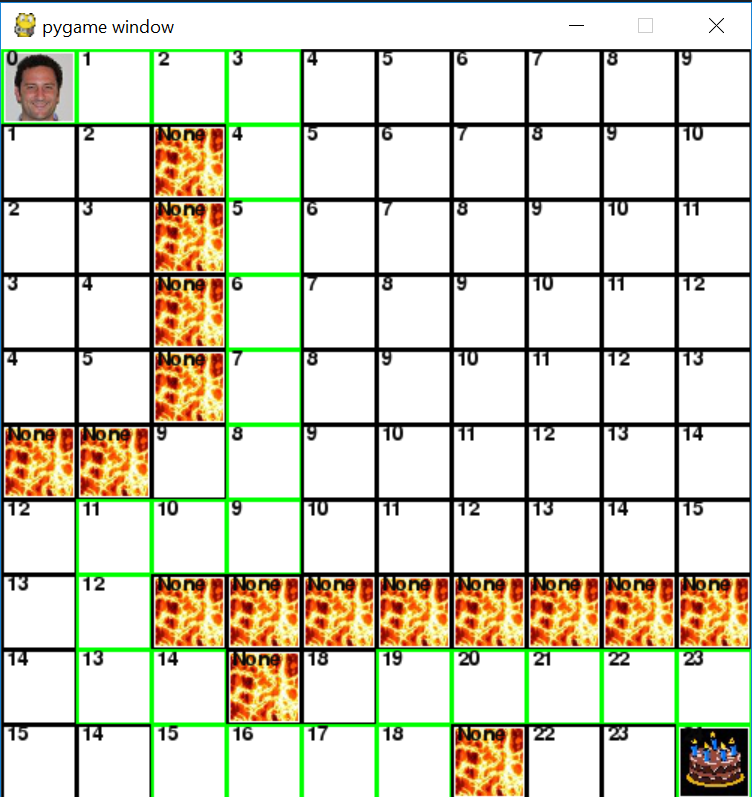 pygame window
0 1 2 3 4 5 6 7 8 9
1 2 None 4 5 6 7 8 9 10
2 3 None 5 6 7 8 9 10 11
3 4 None 6 7 8 9 10 11 12
4 5 None 7 8 9 10 11 12 13
None None 9 8 9 10 11 12 13 14
12 11 10 9 10 11 12 13 14 15
13 12 None None None None None None None None
14 13 14 None 18 19 20 21 22 23
15 14 15 16 17 18 None 22 23